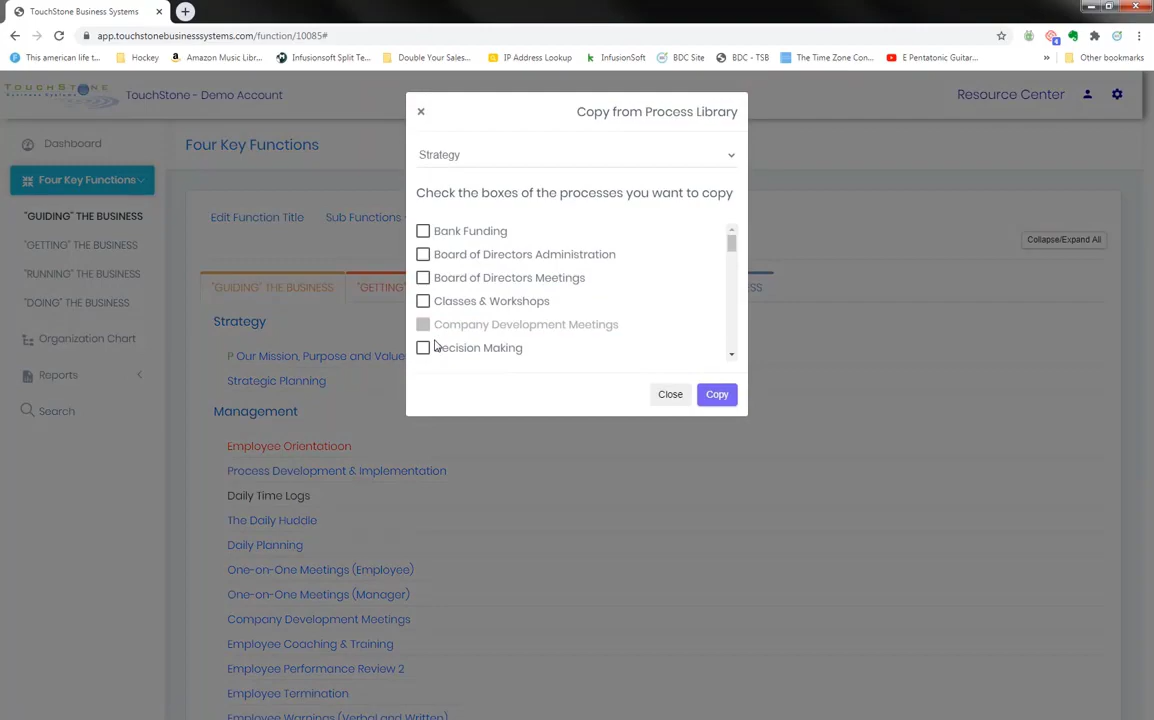 TouchStone Business Systems
app.touchstonebusinesssystems.com/function/10085#
This american life t...
Hockey
Amazon Music Libr...
Infusionsoft Split Te...
Double Your Sales...
IP Address Lookup
InfusionSoft
BDC Site
BDC - TSB
The Time Zone Con...
E Pentatonic Guitar...
»
Other bookmarks
TOUCHSTONE
Business Systems
TouchStone - Demo Account
Resource Center
Dashboard
Four Key Functions
"GUIDING" THE BUSINESS
"GETTING" THE BUSINESS
"RUNNING" THE BUSINESS
"DOING" THE BUSINESS
Organization Chart
Reports
Search
Four Key Functions
Edit Function Title
Sub Functions
Collapse/Expand All
"GUIDING" THE BUSINESS
"GETTING"
SS
Strategy
P Our Mission, Purpose and Value
Strategic Planning
Management
Employee Orientatioon
Process Development & Implementation
Daily Time Logs
The Daily Huddle
Daily Planning
One-on-One Meetings (Employee)
One-on-One Meetings (Manager)
Company Development Meetings
Employee Coaching & Training
Employee Performance Review 2
Employee Termination
Employee Warnings (Verbal and Written)
Copy from Process Library
Strategy
Check the boxes of the processes you want to copy
Bank Funding
Board of Directors Administration
Board of Directors Meetings
Classes & Workshops
Company Development Meetings
Decision Making
Close
Copy